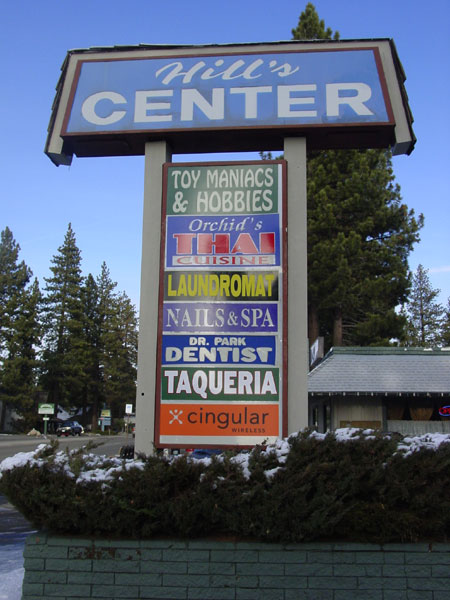 Hill's
CENTER
TOY MANIACS
& HOBBIES
Orchid's
THAI
CUISINE
LAUNDROMAT
NAILS & SPA
DR. PARK
DENTIST
TAQUERIA
cingular
WIRELESS